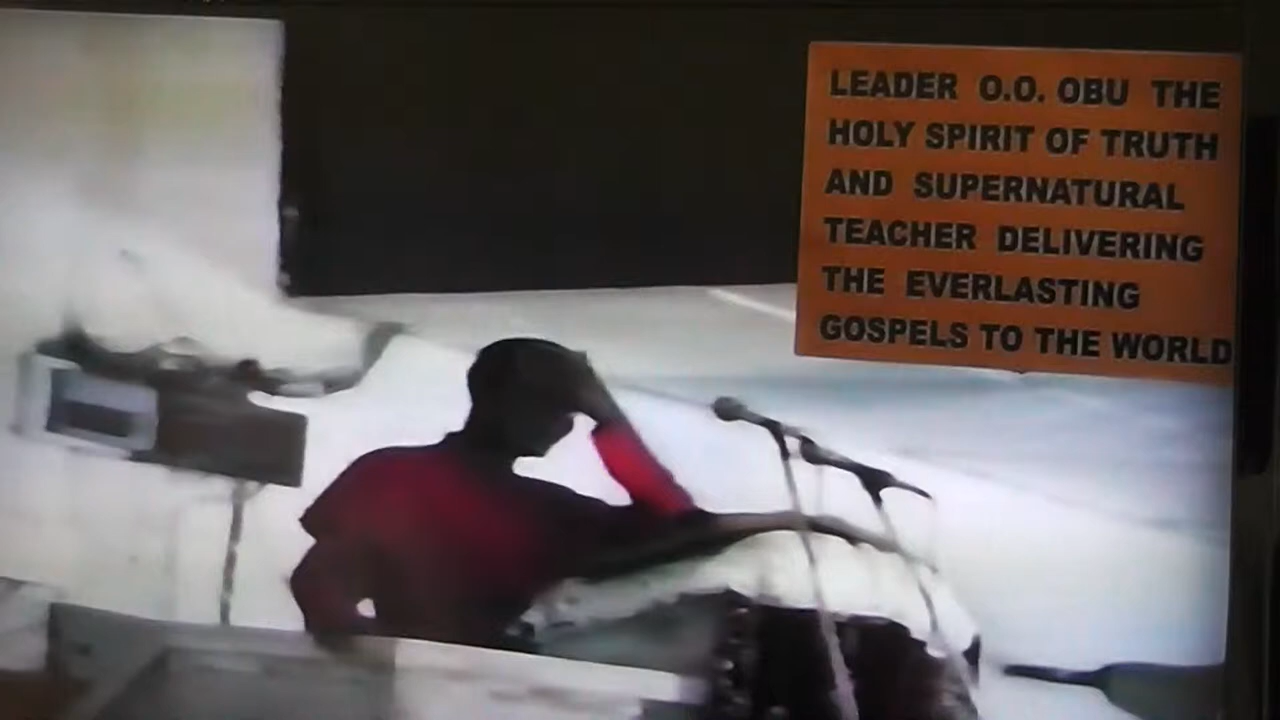 LEADER O.O. OBU THE
HOLY SPIRIT OF TRUTH
AND SUPERNATURAL
TEACHER DELIVERING
THE EVERLASTING
GOSPELS TO THE WORLD